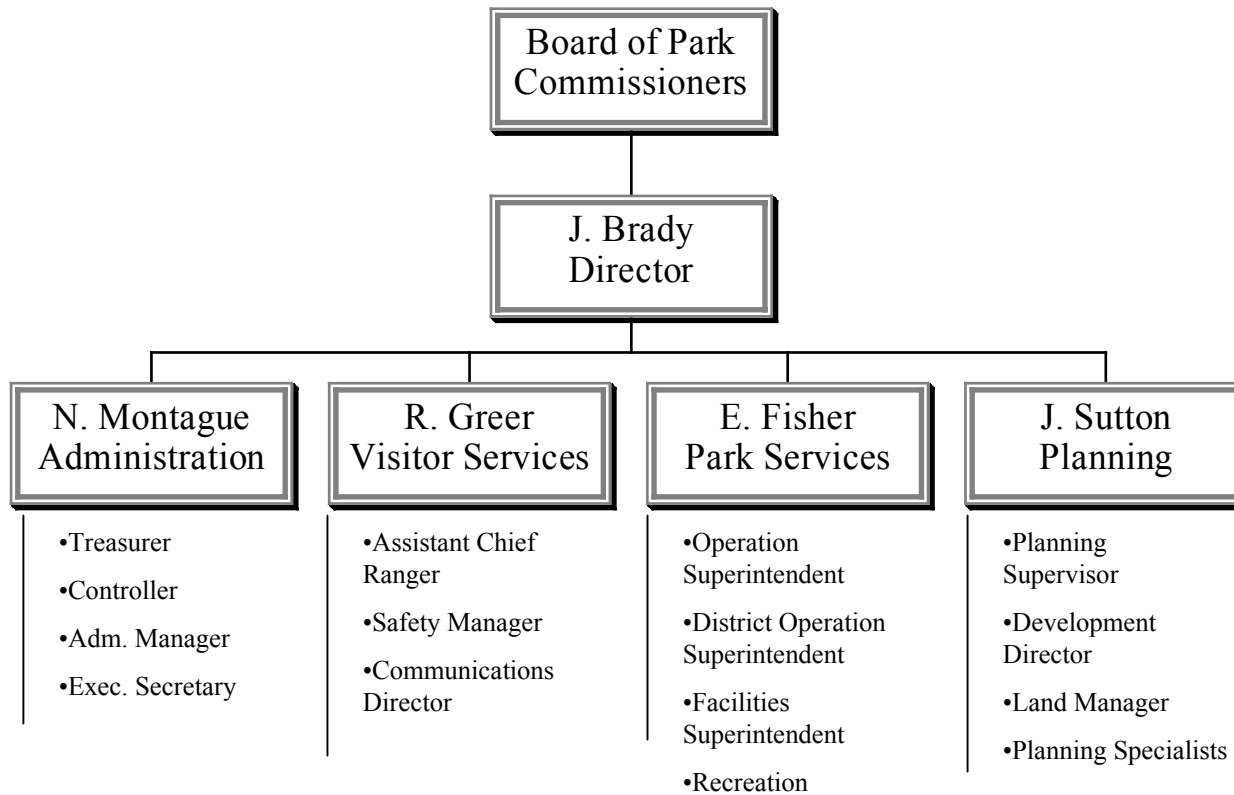 Board of Park
Commissioners
J. Brady
Director
N. Montague
Administration
R. Greer
Visitor Services
E. Fisher
Park Services
J. Sutton
Planning
•Treasurer
•Controller
•Adm. Manager
•Exec. Secretary
•Assistant Chief
Ranger
•Safety Manager
•Communications
Director
•Operation
Superintendent
•District Operation
Superintendent
•Facilities
Superintendent
•Recreation
•Planning
Supervisor
•Development
Director
•Land Manager
•Planning Specialists